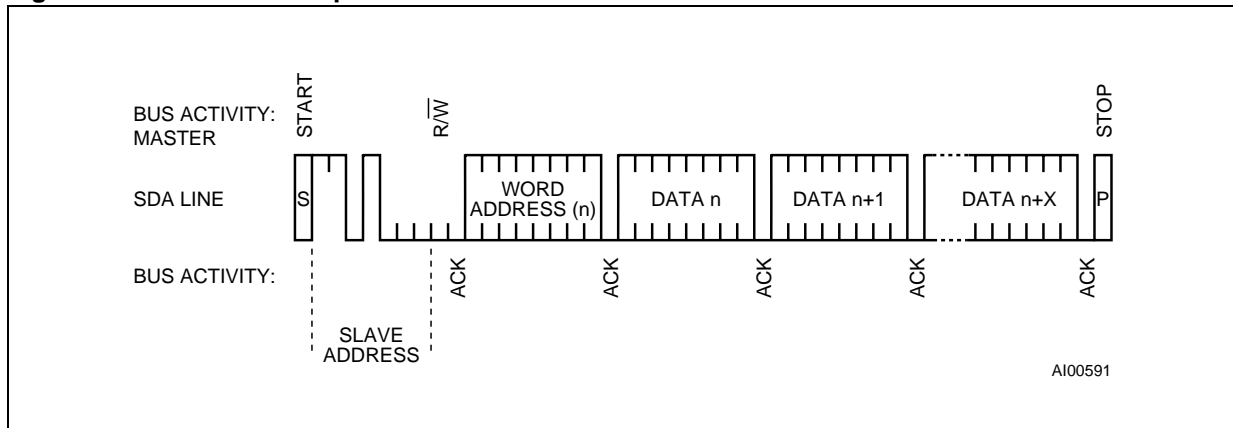 BUS ACTIVITY:
MASTER
START
R/W
STOP
SDA LINE
S
WORD
ADDRESS (n)
DATA n
DATA n+1
DATA n+X
P
BUS ACTIVITY:
ACK
ACK
ACK
ACK
ACK
SLAVE
ADDRESS
AI00591